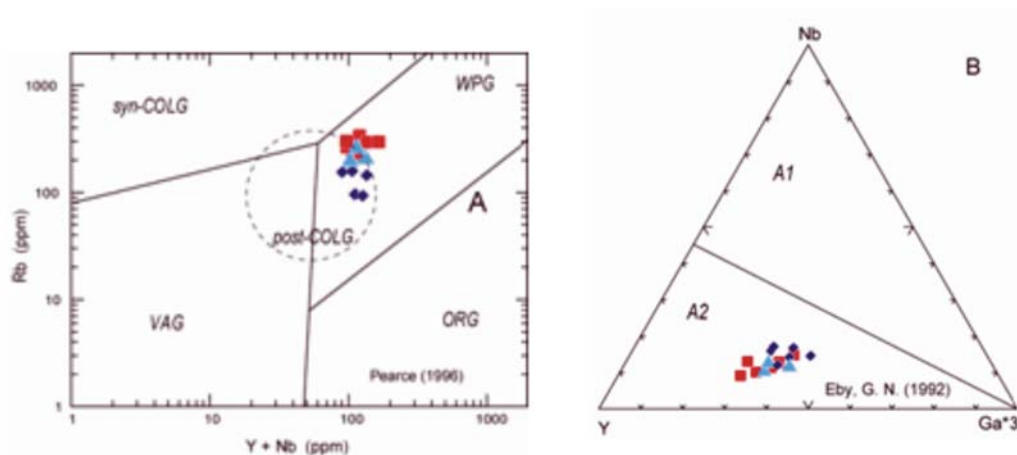 syn-COLG
WPG
A
post-COLG
VAG
ORG
Pearce (1996)
1000
100
10
1
Rb (ppm)
1
10
100
1000
Y + Nb (ppm)
B
Nb
A1
A2
Eby, G. N. (1992)
Y
Ga*3